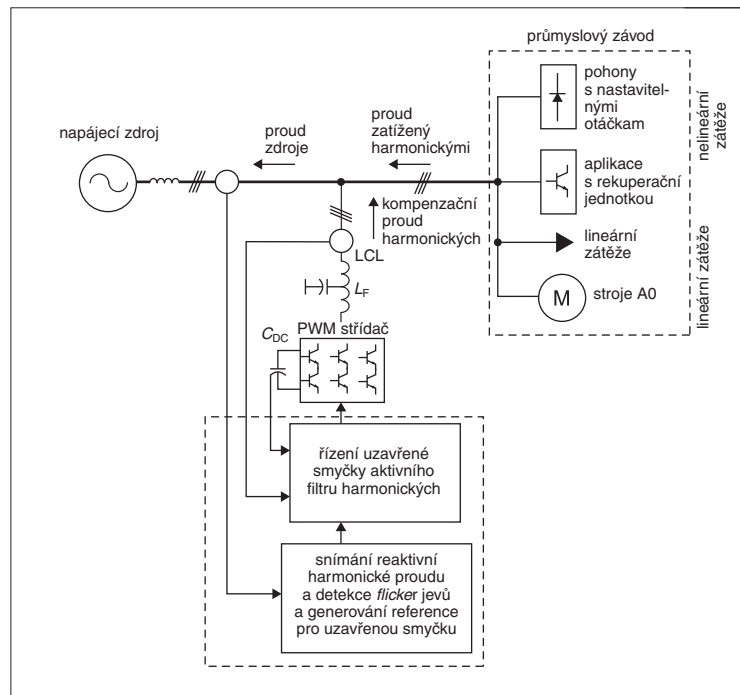 průmyslový závod
pohony
s nastavitel-
nými
otáčkam
nelineární
zátěže
napájecí zdroj
proud
zdroje
proud
zatížený
harmonickými
aplikace
s rekuperační
jednotkou
kompenzační
proud
harmonických
lineární
zátěže
LCL
LF
M
stroje A0
lineární zátěže
PWM střídač
CDC
řízení uzavřené
smyčky aktivního
filtru harmonických
snímání reaktivní
harmonické proudu
a detekce flicker jevů
a generování reference
pro uzavřenou smyčku